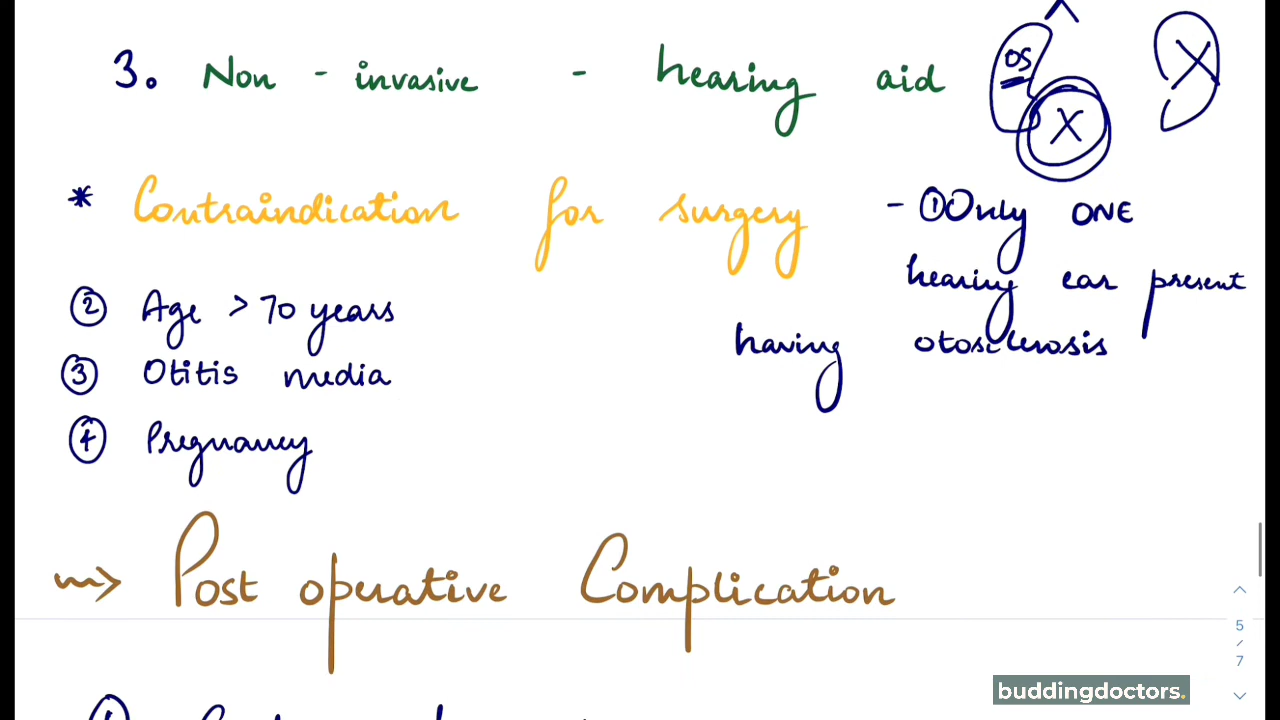 3. Non - invasive - hearing aid
OS
X
X
* Contraindication for surgery - ① Only ONE
hearing ear present
having otosclerosis
② Age > 70 years
③ Otitis media
④ Pregnancy
Post operative Complication
5
/
7
①
buddingdoctors.